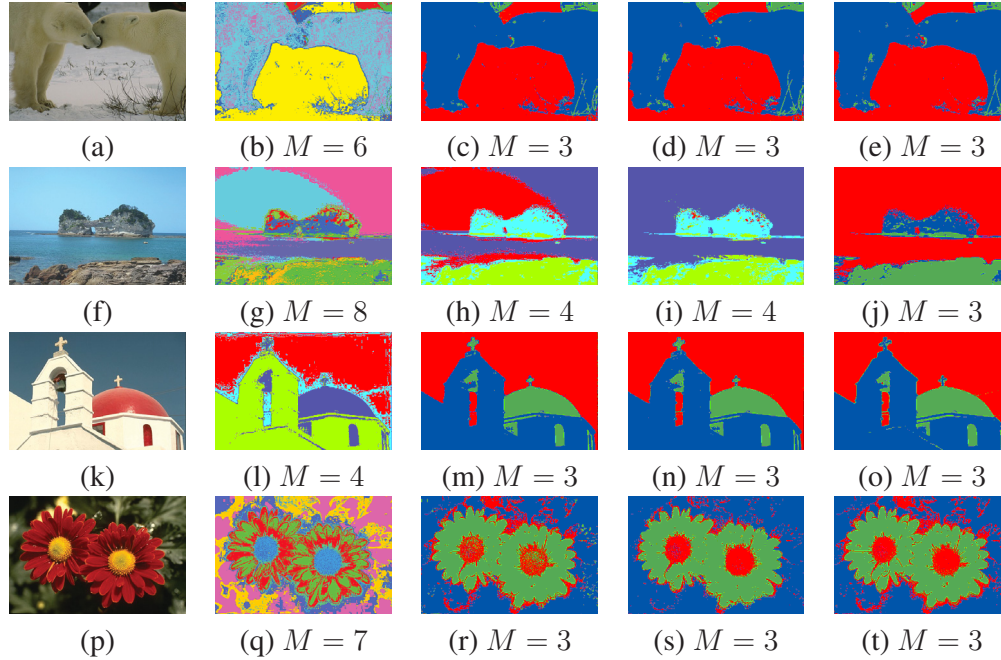 (a) (b) M = 6 (c) M = 3 (d) M = 3 (e) M = 3
(f) (g) M = 8 (h) M = 4 (i) M = 4 (j) M = 3
(k) (l) M = 4 (m) M = 3 (n) M = 3 (o) M = 3
(p) (q) M = 7 (r) M = 3 (s) M = 3 (t) M = 3